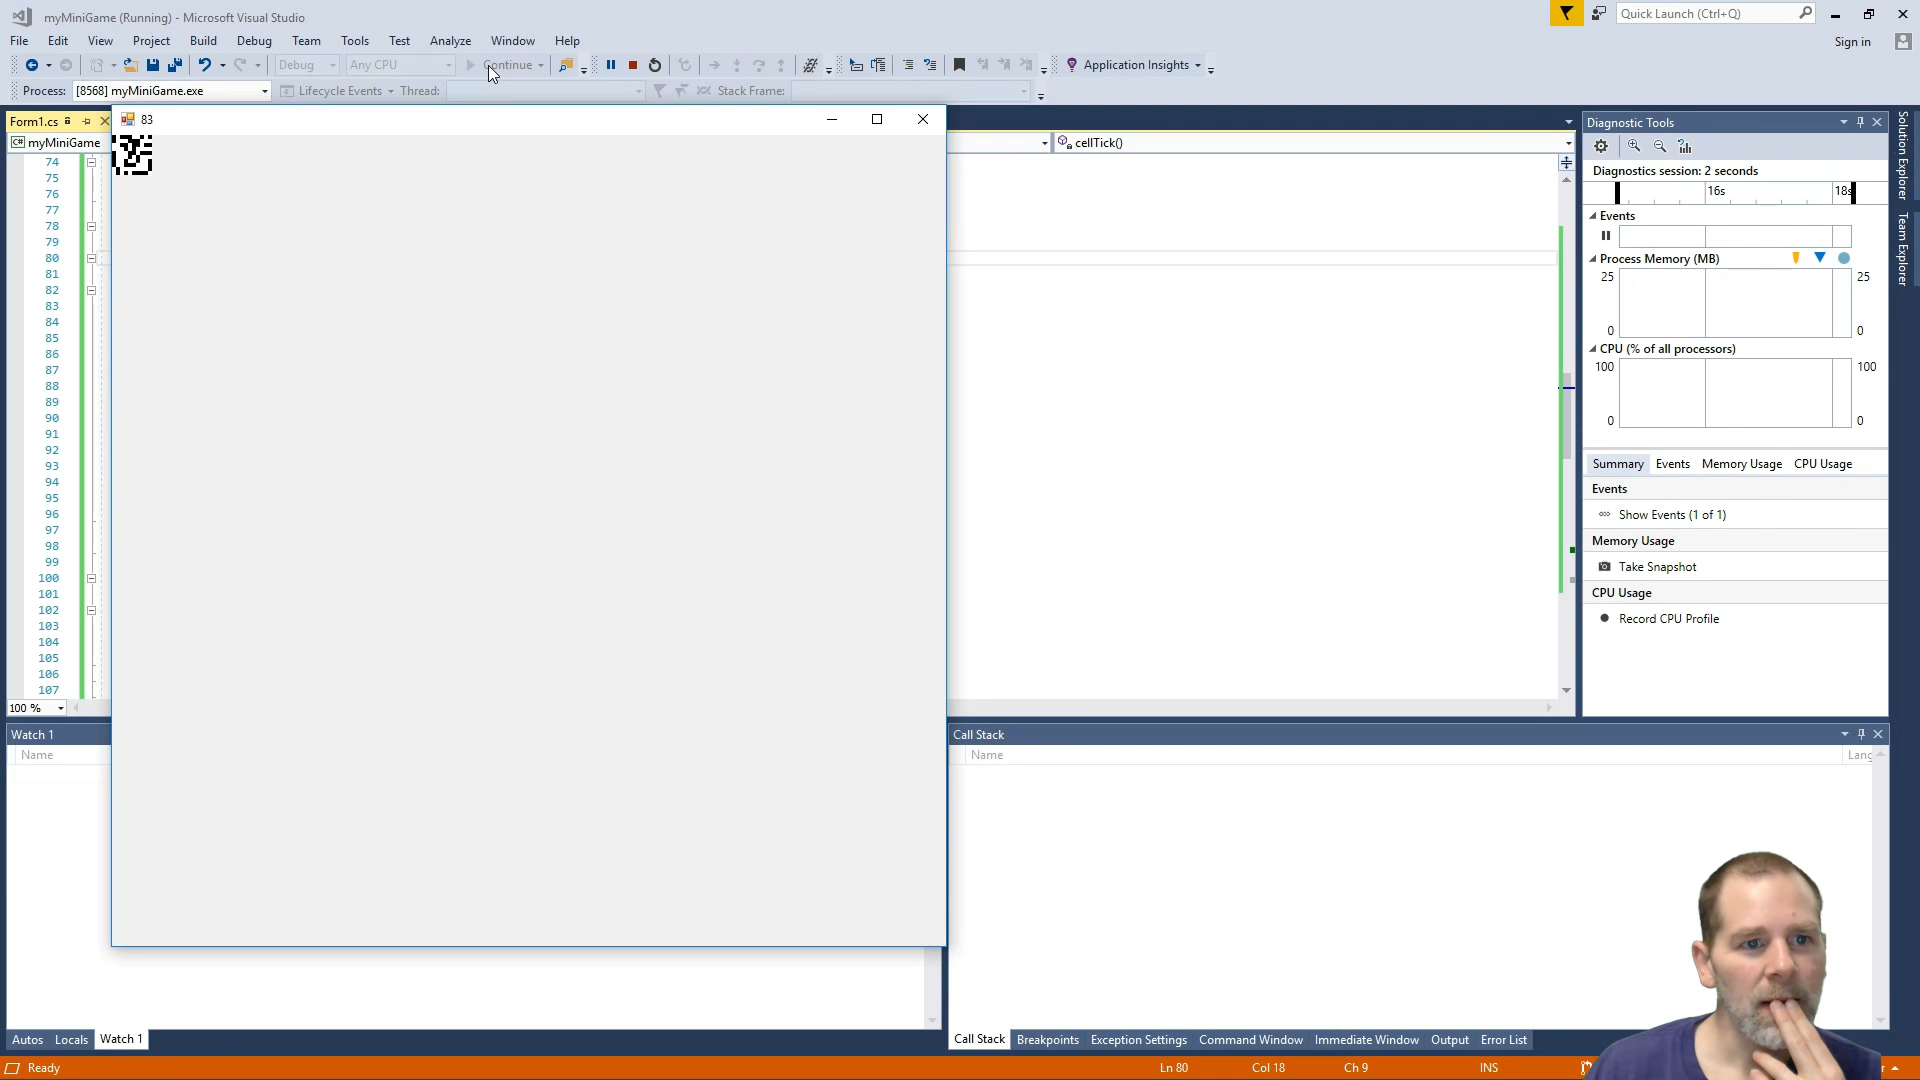 myMiniGame (Running) - Microsoft Visual Studio
Quick Launch (Ctrl+Q)
File Edit View Project Build Debug Team Tools Test Analyze Window Help
Sign in
Debug Any CPU Continue Application Insights
Process: [8568] myMiniGame.exe Lifecycle Events Thread: Stack Frame:
Form1.cs
83
myMiniGame
cellTick()
74
75
76
77
78
79
80
81
82
83
84
85
86
87
88
89
90
91
92
93
94
95
96
97
98
99
100
101
102
103
104
105
106
107
100 %
Diagnostic Tools
Diagnostics session: 2 seconds
16s 18s
Events
Process Memory (MB)
25 25
0 0
CPU (% of all processors)
100 100
0 0
Summary Events Memory Usage CPU Usage
Events
Show Events (1 of 1)
Memory Usage
Take Snapshot
CPU Usage
Record CPU Profile
Solution Explorer
Team Explorer
Watch 1
Name
Call Stack
Name Lang
Autos Locals Watch 1
Call Stack Breakpoints Exception Settings Command Window Immediate Window Output Error List
Ready Ln 80 Col 18 Ch 9 INS